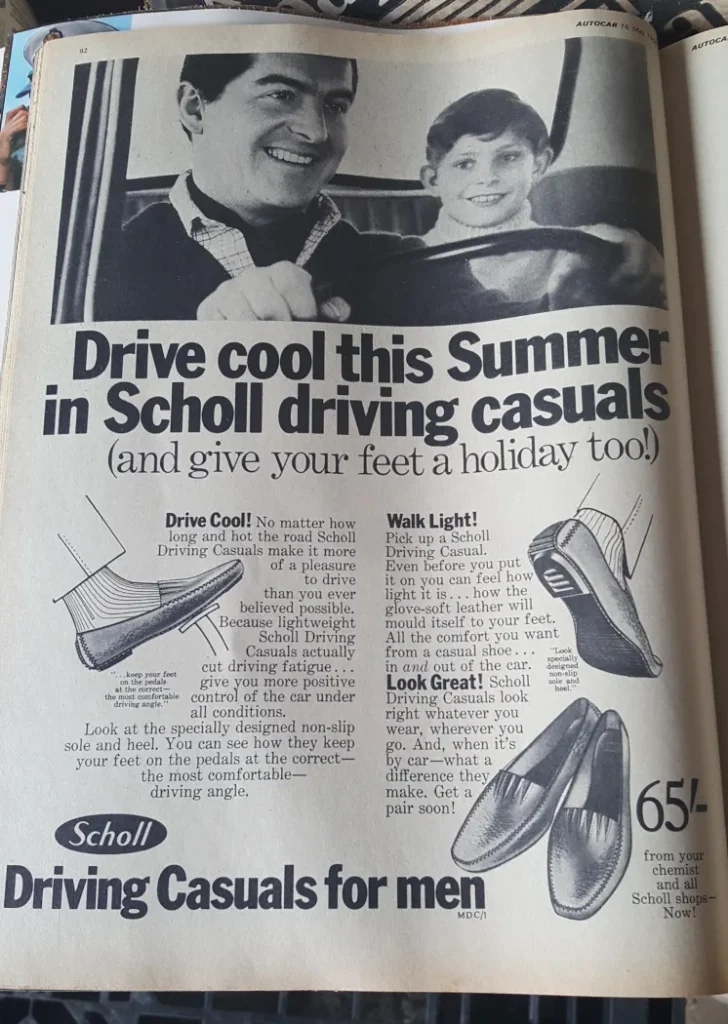 92
AUTOCAR 16 May
AUTOCA
Drive cool this Summer
in Scholl driving casuals
(and give your feet a holiday too!)
Drive Cool! No matter how
long and hot the road Scholl
Driving Casuals make it more
of a pleasure
to drive
than you ever
believed possible.
Because lightweight
Scholl Driving
Casuals actually
cut driving fatigue...
give you more positive
control of the car under
all conditions.
Look at the specially designed non-slip
sole and heel. You can see how they keep
your feet on the pedals at the correct—
the most comfortable—
driving angle.
"...keep your feet
on the pedals
at the correct—
the most comfortable
driving angle."
Walk Light!
Pick up a Scholl
Driving Casual.
Even before you put
it on you can feel how
light it is... how the
glove-soft leather will
mould itself to your feet.
All the comfort you want
from a casual shoe...
in and out of the car.
Look Great! Scholl
Driving Casuals look
right whatever you
wear, wherever you
go. And, when it's
by car—what a
difference they
make. Get a
pair soon!
"Look
specially
designed
non-slip
sole and
heel."
65/-
from your
chemist
and all
Scholl shops—
Now!
Scholl
Driving Casuals for men
MDC/1